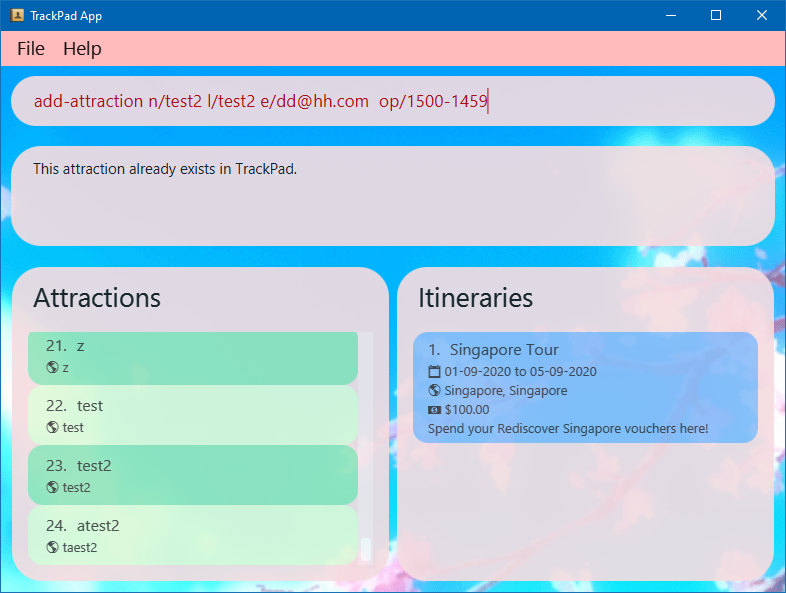 TrackPad App
File Help
add-attraction n/test2 l/test2 e/dd@hh.com  op/1500-1459
This attraction already exists in TrackPad.
Attractions
21. z
z
22. test
test
23. test2
test2
24. atest2
taest2
Itineraries
1. Singapore Tour
01-09-2020 to 05-09-2020
Singapore, Singapore
$100.00
Spend your Rediscover Singapore vouchers here!